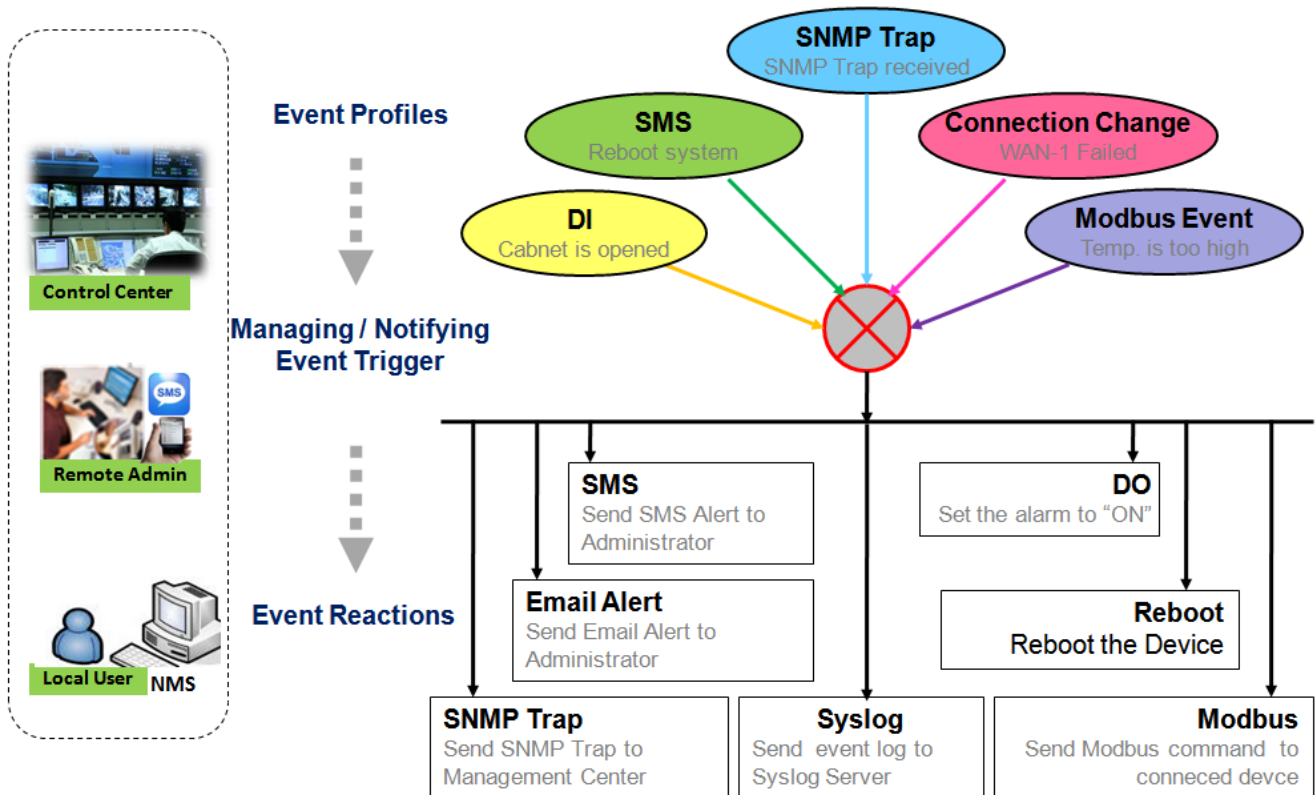 SNMP Trap
SNMP Trap received
Event Profiles
SMS
Reboot system
Connection Change
WAN-1 Failed
DI
Cabnet is opened
Modbus Event
Temp. is too high
Control Center
Managing / Notifying
Event Trigger
SMS
Remote Admin
SMS
Send SMS Alert to
Administrator
DO
Set the alarm to “ON”
Event Reactions
Email Alert
Send Email Alert to
Administrator
Reboot
Reboot the Device
Local User
NMS
SNMP Trap
Send SNMP Trap to
Management Center
Syslog
Send event log to
Syslog Server
Modbus
Send Modbus command to
conneced devce